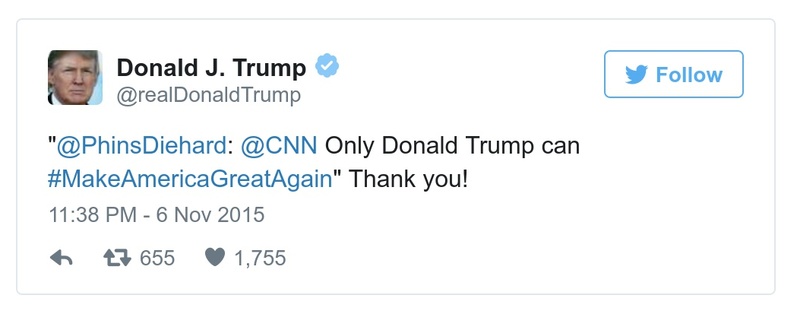 Donald J. Trump
@realDonaldTrump
Follow
"@PhinsDiehard: @CNN Only Donald Trump can
#MakeAmericaGreatAgain" Thank you!
11:38 PM - 6 Nov 2015
655 1,755